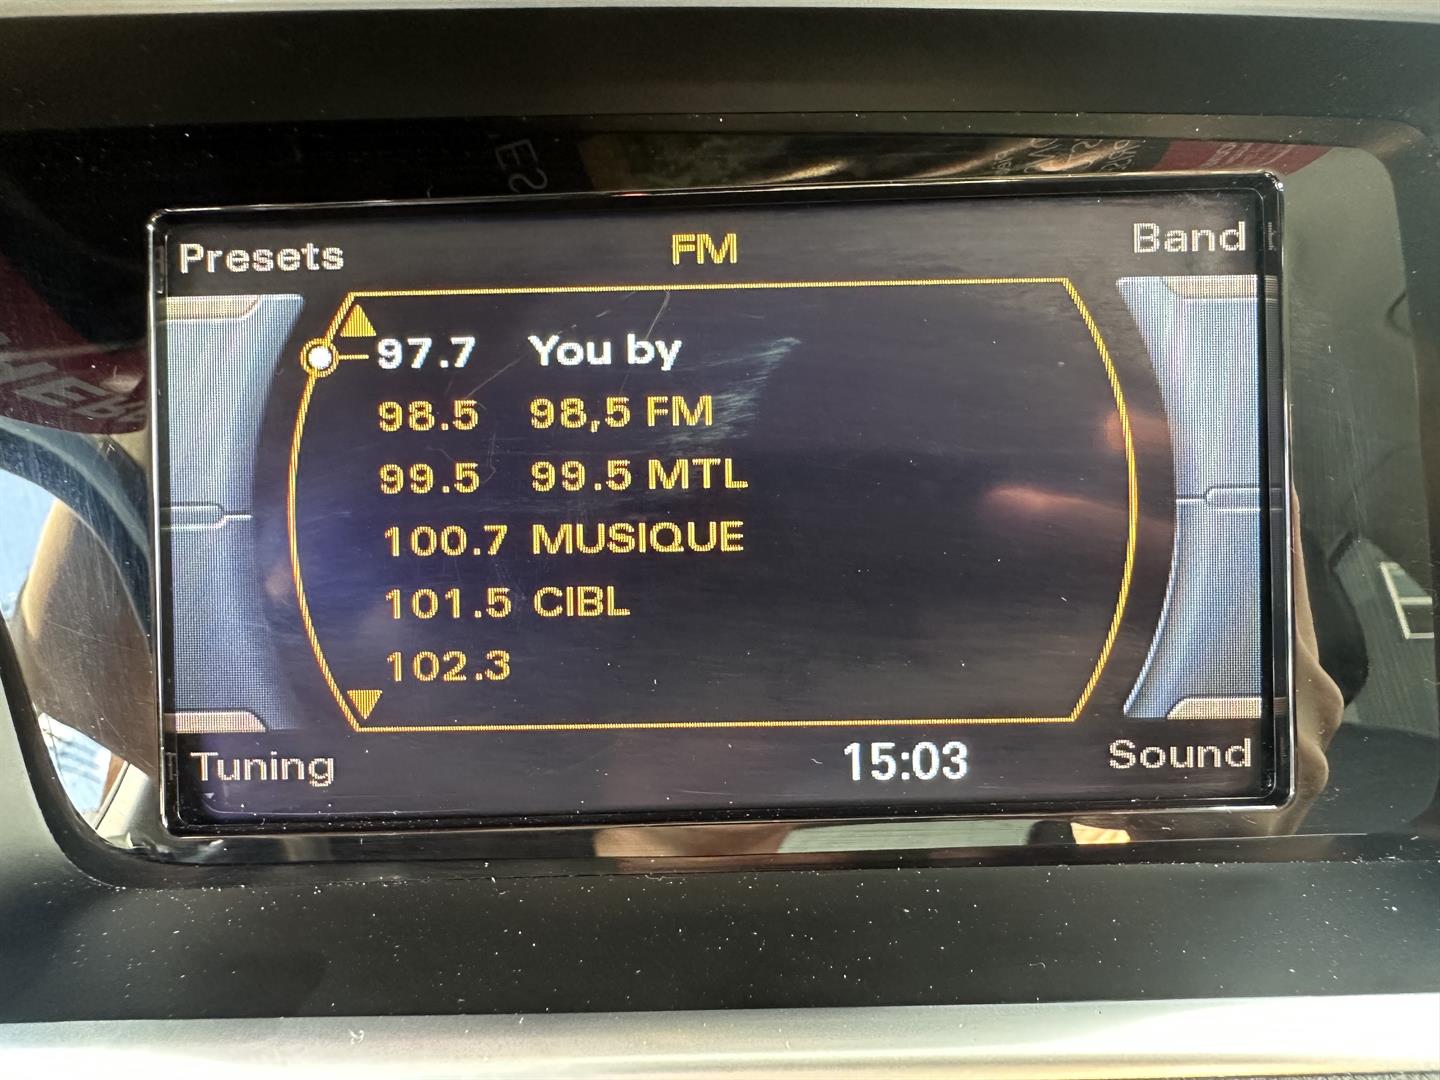 Presets FM Band
97.7 You by
98.5 98,5 FM
99.5 99.5 MTL
100.7 MUSIQUE
101.5 CIBL
102.3
Tuning 15:03 Sound